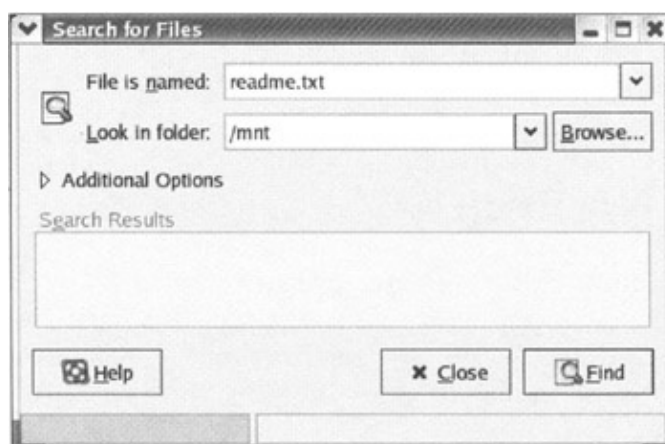 Search for Files
File is named: readme.txt
Look in folder: /mnt Browse...
Additional Options
Search Results
Help Close Find